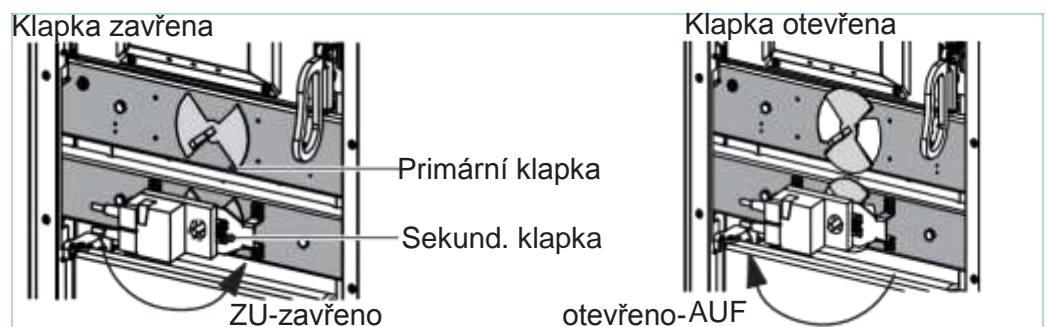 Klapka zavřena
Klapka otevřena
Primární klapka
Sekund. klapka
ZU-zavřeno
otevřeno-AUF